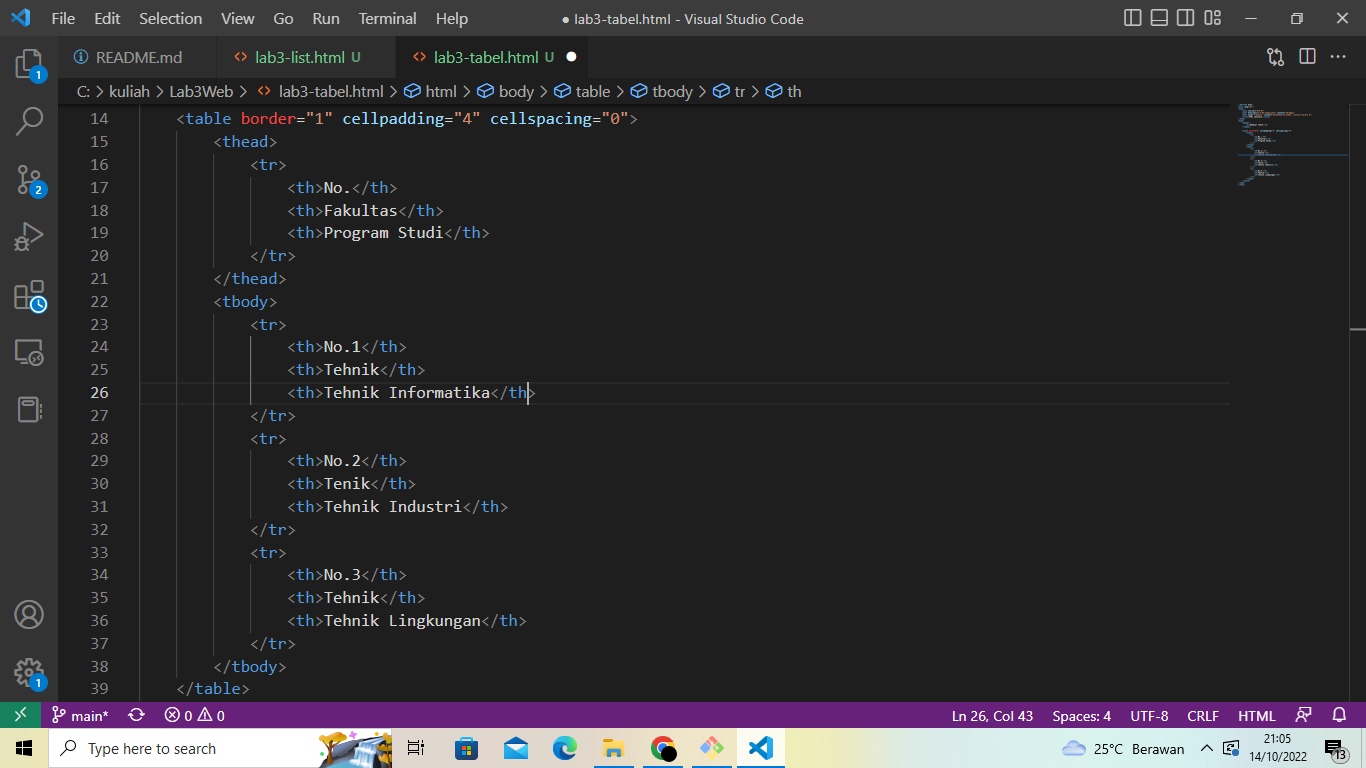 File Edit Selection View Go Run Terminal Help ● lab3-tabel.html - Visual Studio Code
README.md lab3-list.html U lab3-tabel.html U ●
C: > kuliah > Lab3Web > lab3-tabel.html > html > body > table > tbody > tr > th
14 <table border="1" cellpadding="4" cellspacing="0">
15 <thead>
16 <tr>
17 <th>No.</th>
18 <th>Fakultas</th>
19 <th>Program Studi</th>
20 </tr>
21 </thead>
22 <tbody>
23 <tr>
24 <th>No.1</th>
25 <th>Tehnik</th>
26 <th>Tehnik Informatika</th>
27 </tr>
28 <tr>
29 <th>No.2</th>
30 <th>Tenik</th>
31 <th>Tehnik Industri</th>
32 </tr>
33 <tr>
34 <th>No.3</th>
35 <th>Tehnik</th>
36 <th>Tehnik Lingkungan</th>
37 </tr>
38 </tbody>
39 </table>
1
2
1
main* 0 0 Ln 26, Col 43 Spaces: 4 UTF-8 CRLF HTML
Type here to search 25°C Berawan 21:05
14/10/2022
13